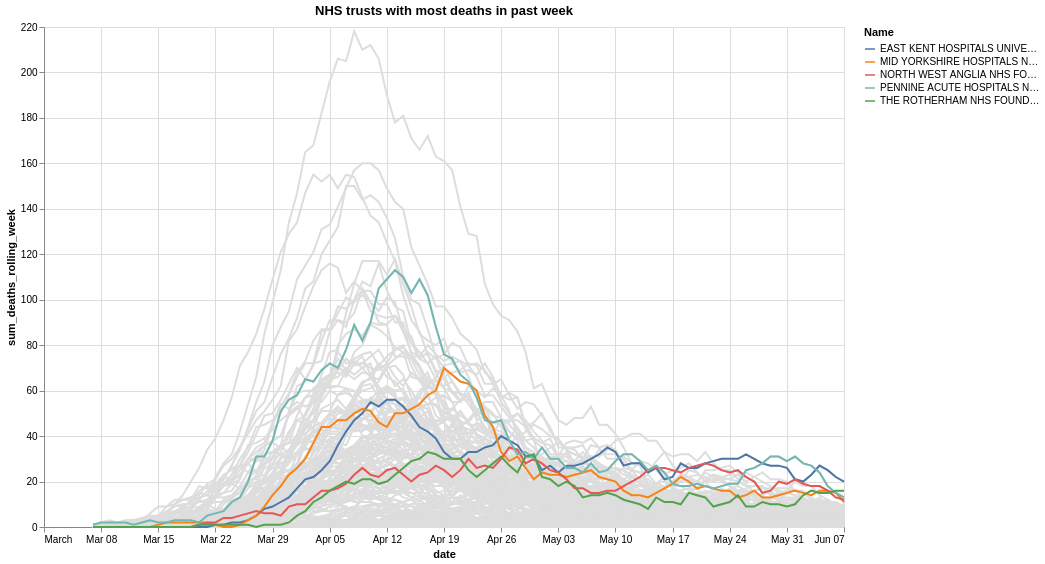 NHS trusts with most deaths in past week
sum_deaths_rolling_week
220
200
180
160
140
120
100
80
60
40
20
0
March
Mar 08
Mar 15
Mar 22
Mar 29
Apr 05
Apr 12
Apr 19
Apr 26
May 03
May 10
May 17
May 24
May 31
Jun 07
date
Name
EAST KENT HOSPITALS UNIVE…
MID YORKSHIRE HOSPITALS N…
NORTH WEST ANGLIA NHS FO…
PENNINE ACUTE HOSPITALS N…
THE ROTHERHAM NHS FOUND…